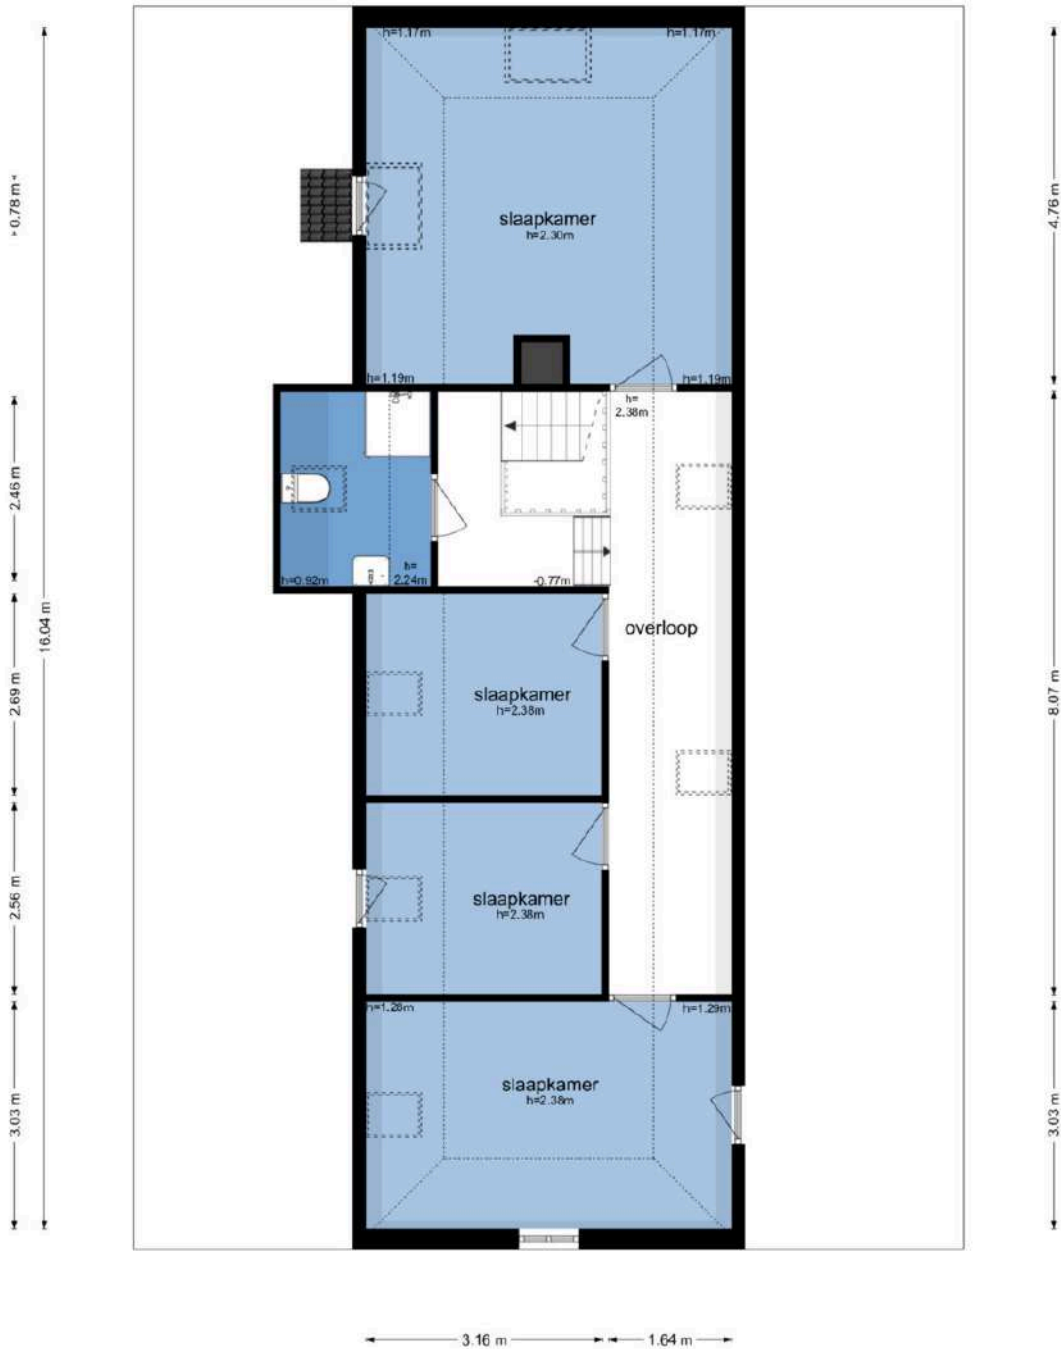 h=1.17m
h=1.17m
0.78 m
4.76 m
slaapkamer
h=2.30m
h=1.19m
h=1.19m
h=
2.38m
2.46 m
h=0.92m
h=
2.24m
-0.77m
16.04 m
overloop
2.69 m
slaapkamer
h=2.38m
8.07 m
2.56 m
slaapkamer
h=2.38m
h=1.28m
h=1.29m
slaapkamer
h=2.38m
3.03 m
3.03 m
3.16 m
1.64 m